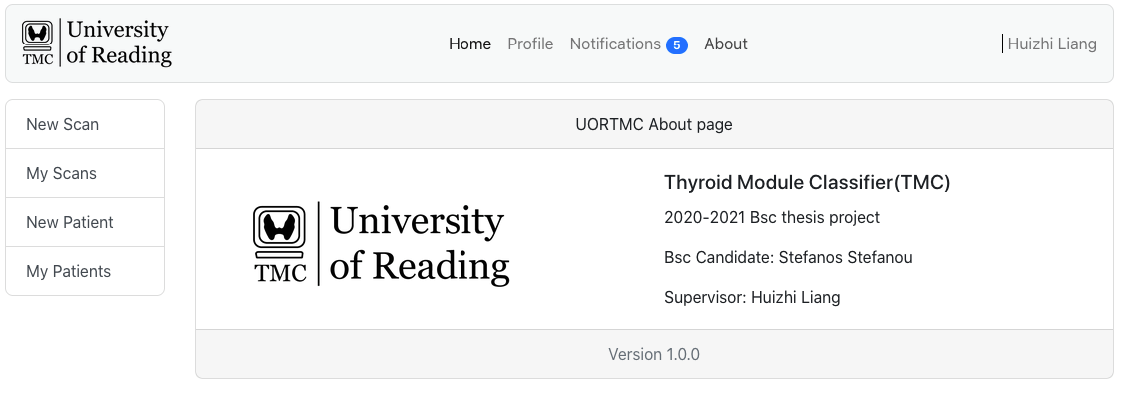 University
of Reading
TMC
Home Profile Notifications 5 About
Huizhi Liang
New Scan
My Scans
New Patient
My Patients
UORTMC About page
University
of Reading
TMC
Thyroid Module Classifier(TMC)
2020-2021 Bsc thesis project
Bsc Candidate: Stefanos Stefanou
Supervisor: Huizhi Liang
Version 1.0.0